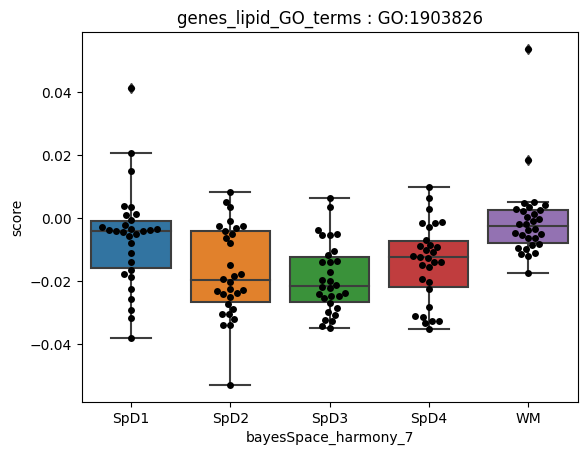 genes_lipid_GO_terms : GO:1903826
score
0.04
0.02
0.00
−0.02
−0.04
SpD1 SpD2 SpD3 SpD4 WM
bayesSpace_harmony_7